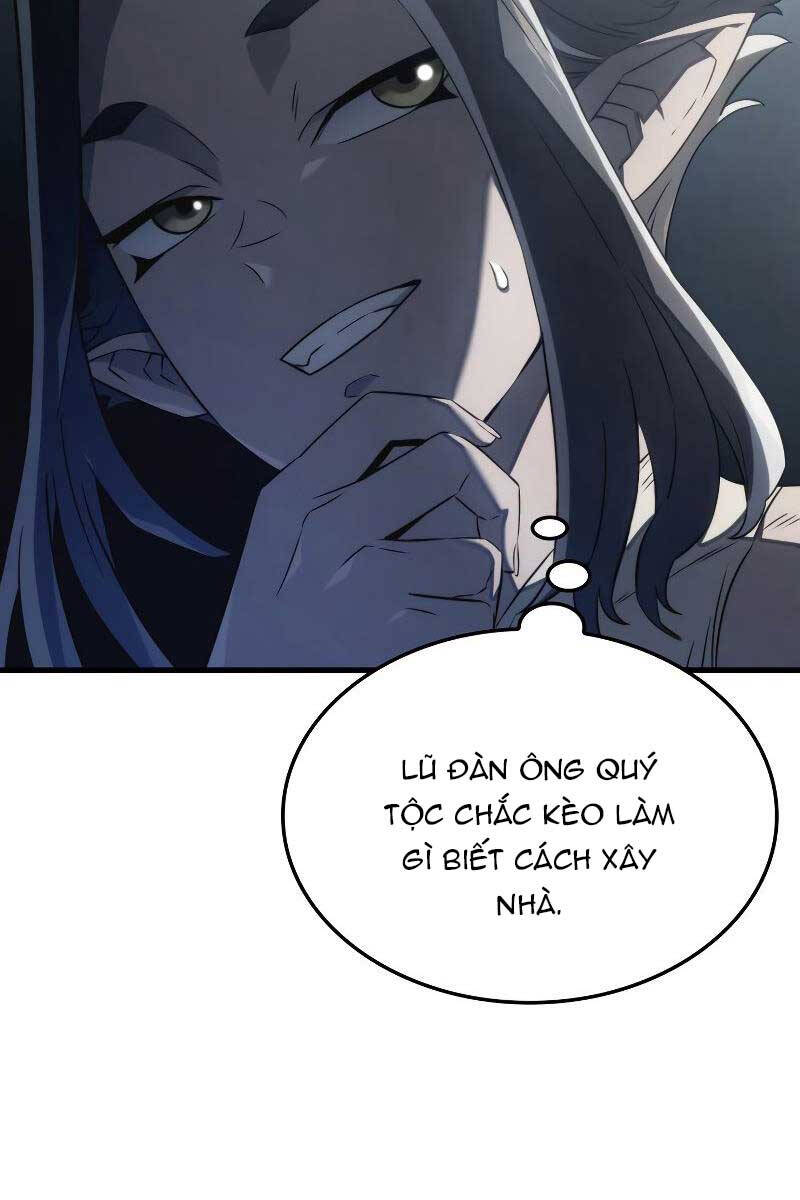 LŨ ĐÀN ÔNG QUÝ
TỘC CHẮC KÈO LÀM
GÌ BIẾT CÁCH XÂY
NHÀ.